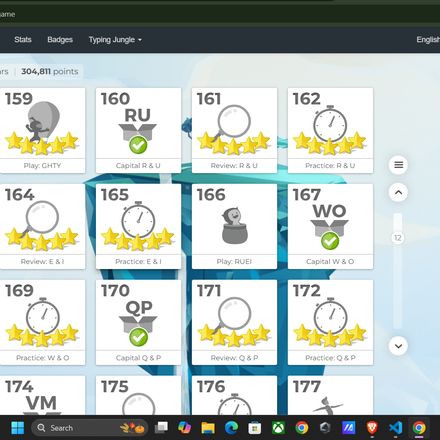 game
Stats Badges Typing Jungle English
rs | 304,811 points
159 160 161 162
RU
Play: GHTY Capital R & U Review: R & U Practice: R & U
164 165 166 167
WO
12
Review: E & I Practice: E & I Play: RUEI Capital W & O
169 170 171 172
QP
Practice: W & O Capital Q & P Review: Q & P Practice: Q & P
174 175 176 177
VM
Search